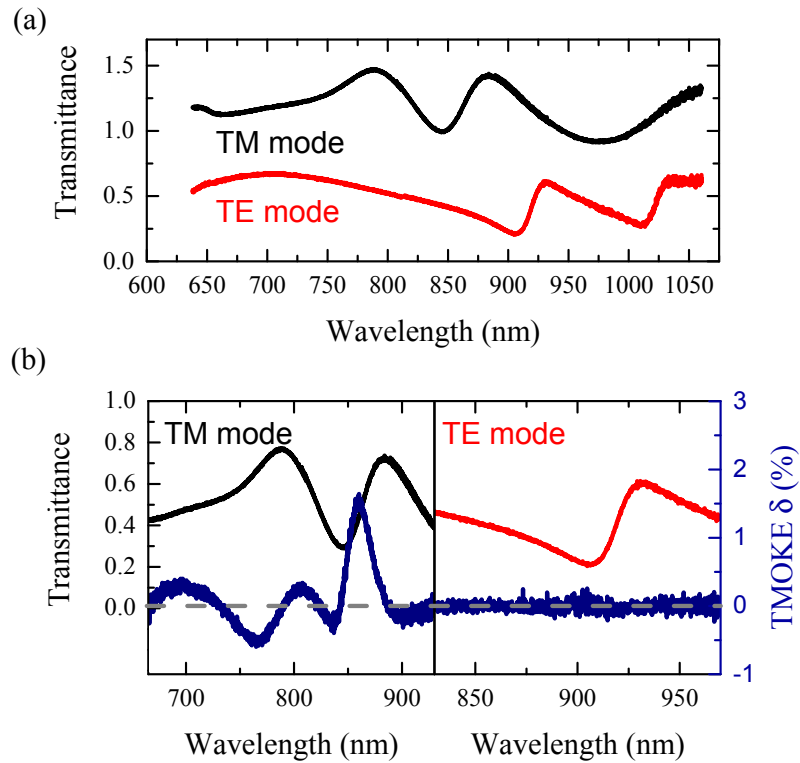 (a)
1.5
1.0
0.5
0.0
Transmittance
TM mode
TE mode
600 650 700 750 800 850 900 950 1000 1050
Wavelength (nm)
(b)
1.0
0.8
0.6
0.4
0.2
0.0
Transmittance
TM mode
TE mode
3
2
1
0
-1
TMOKE δ (%)
700 800 900
850 900 950
Wavelength (nm) Wavelength (nm)